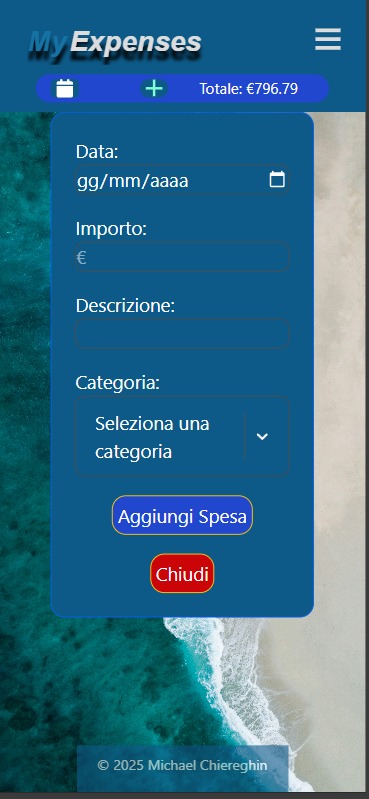 MyExpenses
Totale: €796.79
Data:
gg/mm/aaaa
Importo:
€
Descrizione:
Categoria:
Seleziona una
categoria
Aggiungi Spesa
Chiudi
© 2025 Michael Chiereghin